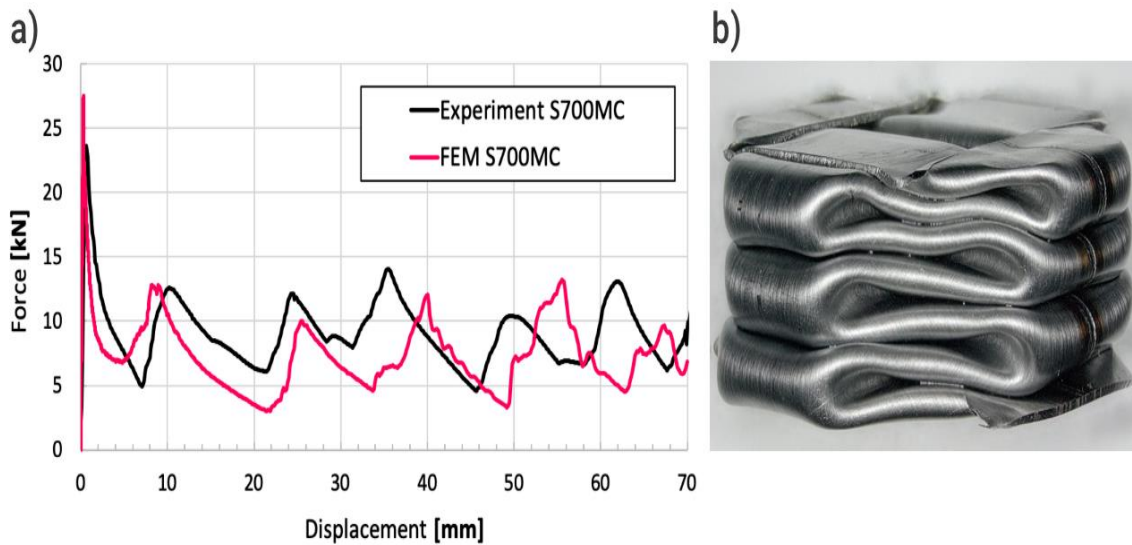 a)
b)
30
25
20
15
10
5
0
Force [kN]
Experiment S700MC
FEM S700MC
0 10 20 30 40 50 60 70
Displacement [mm]